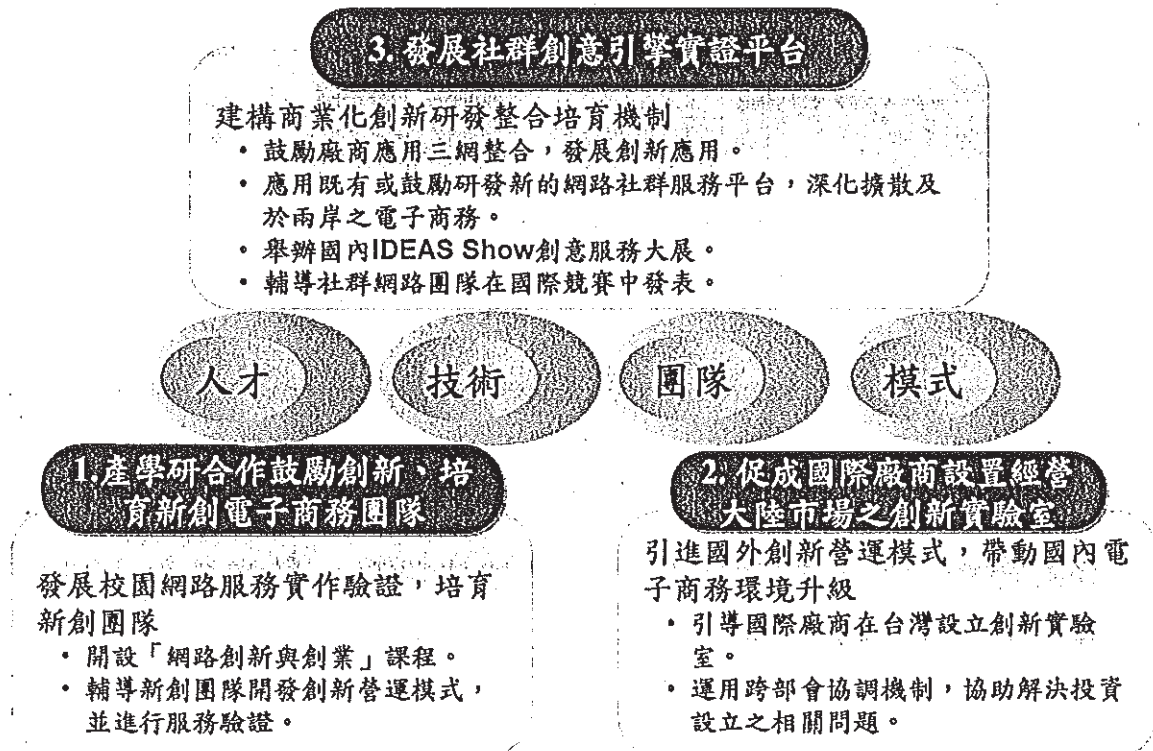 3. 發展社群創意引擎實證平台
建構商業化創新研發整合培育機制
• 鼓勵廠商應用三網整合，發展創新應用。
• 應用既有或鼓勵研發新的網路社群服務平台，深化擴散及
於兩岸之電子商務。
• 舉辦國內IDEAS Show創意服務大展。
• 輔導社群網路團隊在國際競賽中發表。
人才
技術
團隊
模式
1.產學研合作鼓勵創新、培
育新創電子商務團隊
發展校園網路服務實作驗證，培育
新創團隊
• 開設「網路創新與創業」課程。
• 輔導新創團隊開發創新營運模式，
並進行服務驗證。
2. 促成國際廠商設置經營
大陸市場之創新實驗室
引進國外創新營運模式，帶動國內電
子商務環境升級
• 引導國際廠商在台灣設立創新實驗
室。
• 運用跨部會協調機制，協助解決投資
設立之相關問題。